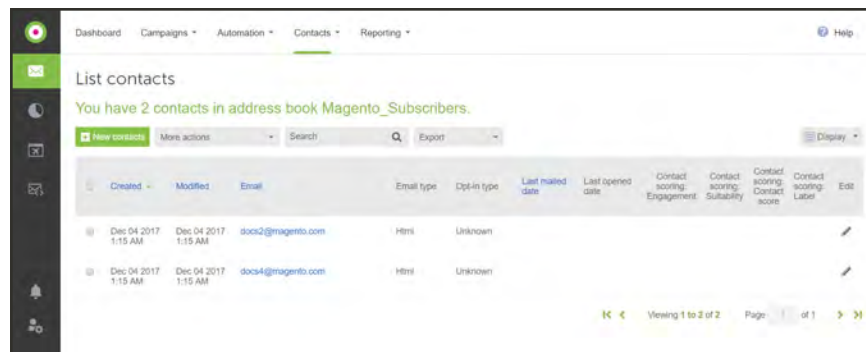 Dashboard Campaigns Automation Contacts Reporting Help
List contacts
You have 2 contacts in address book Magento_Subscribers.
New contacts More actions Search Export Display
Created Modified Email Email type Opt-in type Last mailed date Last opened date Contact scoring: Engagement Contact scoring: Suitability Contact scoring: Contact score Contact scoring: Label Edit
Dec 04 2017 1:15 AM Dec 04 2017 1:15 AM docs2@magento.com Html Unknown
Dec 04 2017 1:15 AM Dec 04 2017 1:15 AM docs4@magento.com Html Unknown
Viewing 1 to 2 of 2 Page 1 of 1